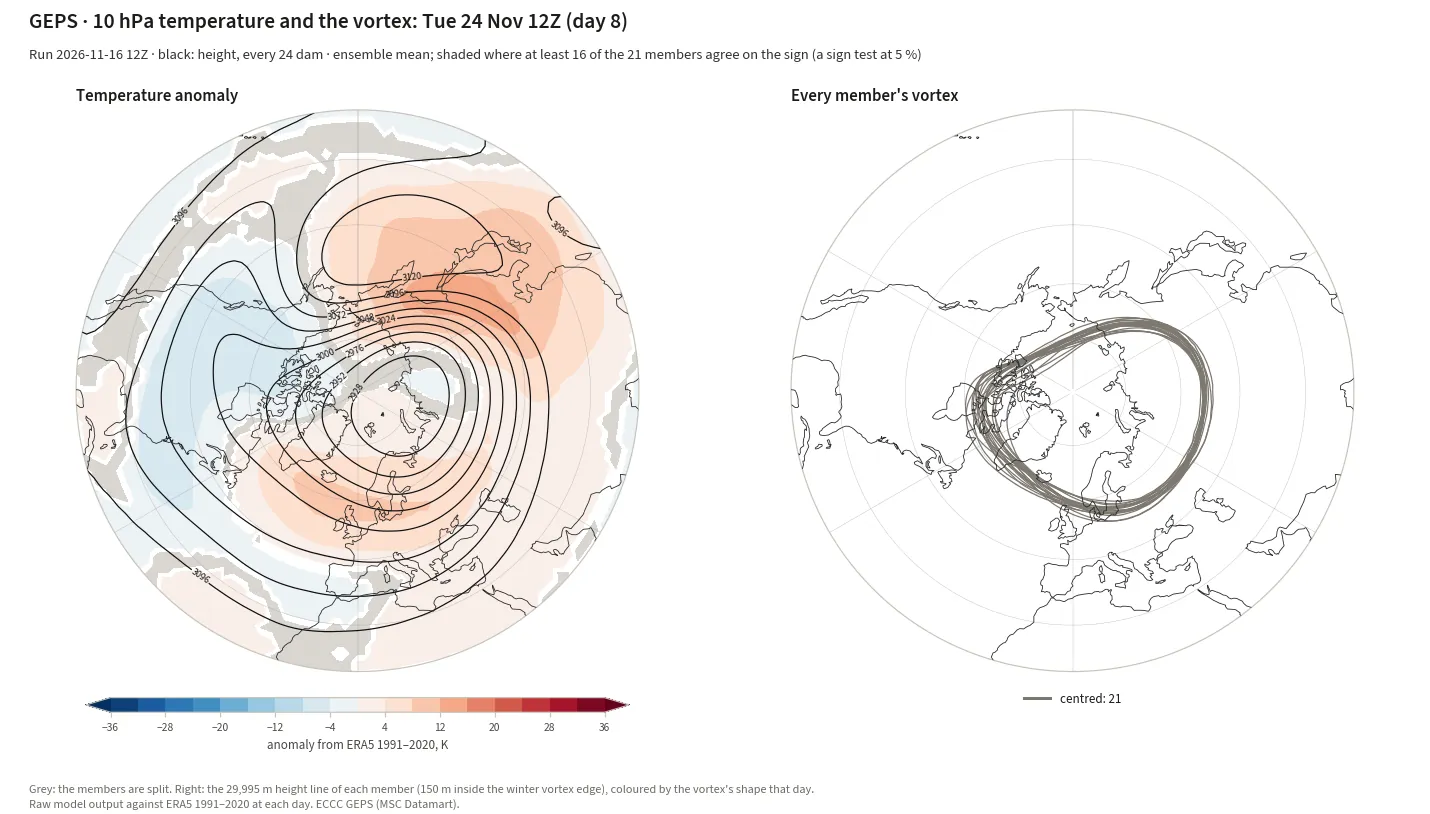 GEPS · 10 hPa temperature and the vortex: Tue 24 Nov 12Z (day 8)
Run 2026-11-16 12Z · black: height, every 24 dam · ensemble mean; shaded where at least 16 of the 21 members agree on the sign (a sign test at 5 %)
Temperature anomaly
Every member's vortex
3096
3096
3120
3096
3072
3048
3024
3000
2976
2952
2928
3096
centred: 21
−36
−28
−20
−12
−4
4
12
20
28
36
anomaly from ERA5 1991–2020, K
Grey: the members are split. Right: the 29,995 m height line of each member (150 m inside the winter vortex edge), coloured by the vortex's shape that day.
Raw model output against ERA5 1991–2020 at each day. ECCC GEPS (MSC Datamart).